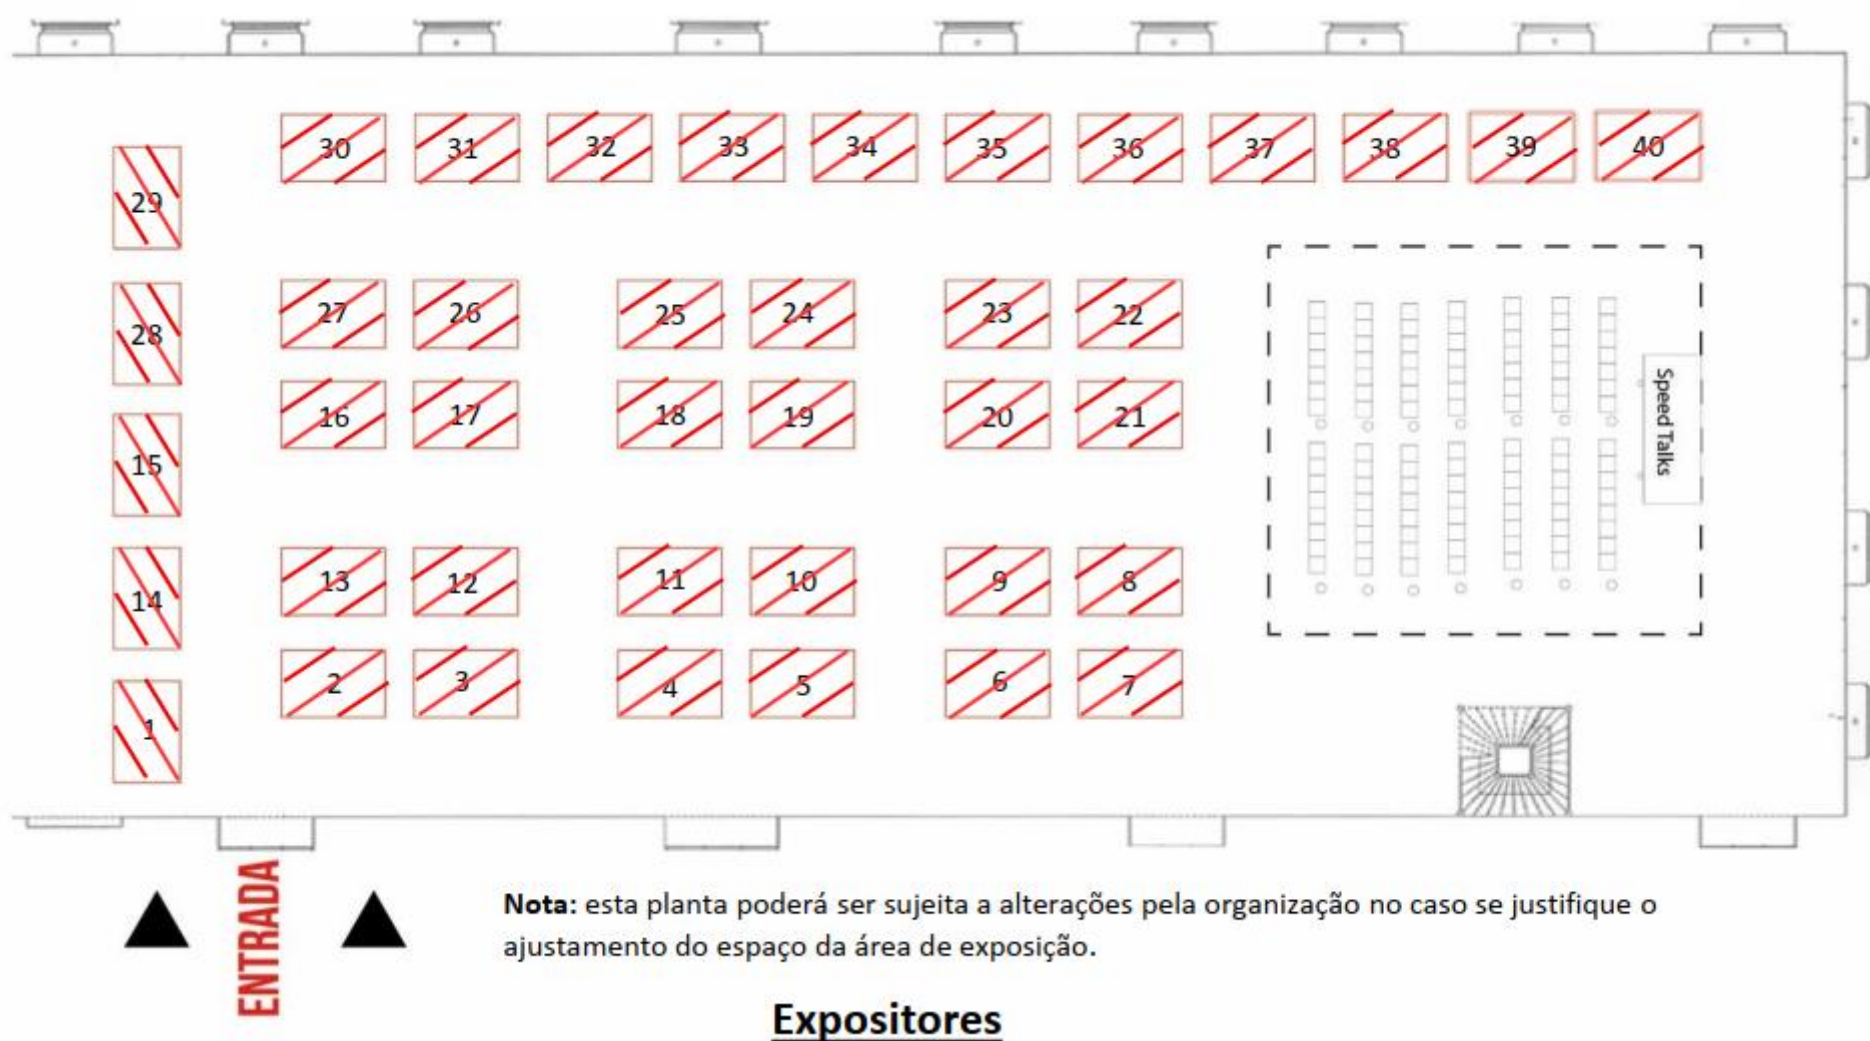 30 31 32 33 34 35 36 37 38 39 40
29
27 26 25 24 23 22
28
16 17 18 19 20 21
Speed Talks
15
13 12 11 10 9 8
14
2 3 4 5 6 7
1
ENTRADA
Nota: esta planta poderá ser sujeita a alterações pela organização no caso se justifique o
ajustamento do espaço da área de exposição.
Expositores